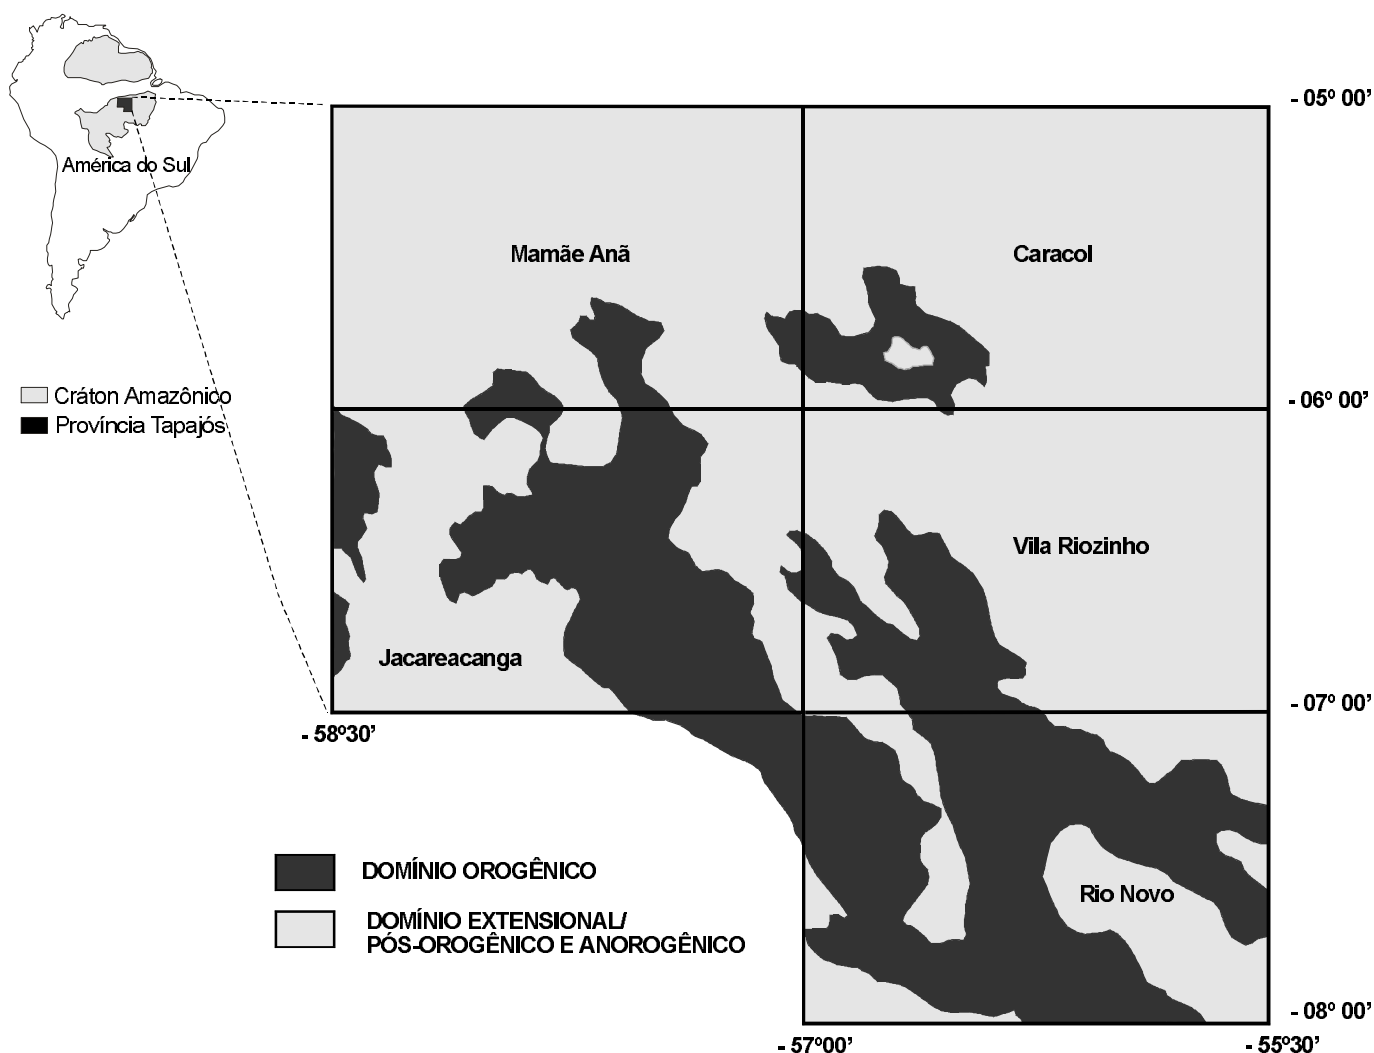 América do Sul
Cráton Amazônico
Província Tapajós
- 05º 00’
Mamãe Anã
Caracol
- 06º 00’
Vila Riozinho
Jacareacanga
- 07º 00’
- 58º30’
DOMÍNIO OROGÊNICO
DOMÍNIO EXTENSIONAL/
PÓS-OROGÊNICO E ANOROGÊNICO
Rio Novo
- 08º 00’
- 57º00’
- 55º30’